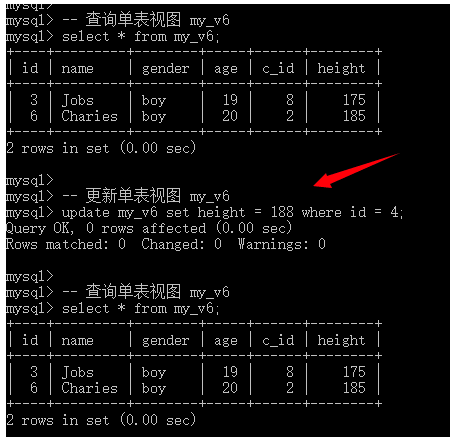 mysql>
mysql> -- 查询单表视图 my_v6
mysql> select * from my_v6;
+----+---------+--------+------+------+--------+
| id | name    | gender | age  | c_id | height |
+----+---------+--------+------+------+--------+
|  3 | Jobs    | boy    |   19 |    8 |    175 |
|  6 | Charies | boy    |   20 |    2 |    185 |
+----+---------+--------+------+------+--------+
2 rows in set (0.00 sec)
mysql>
mysql> -- 更新单表视图 my_v6
mysql> update my_v6 set height = 188 where id = 4;
Query OK, 0 rows affected (0.00 sec)
Rows matched: 0  Changed: 0  Warnings: 0
mysql>
mysql> -- 查询单表视图 my_v6
mysql> select * from my_v6;
+----+---------+--------+------+------+--------+
| id | name    | gender | age  | c_id | height |
+----+---------+--------+------+------+--------+
|  3 | Jobs    | boy    |   19 |    8 |    175 |
|  6 | Charies | boy    |   20 |    2 |    185 |
+----+---------+--------+------+------+--------+
2 rows in set (0.00 sec)